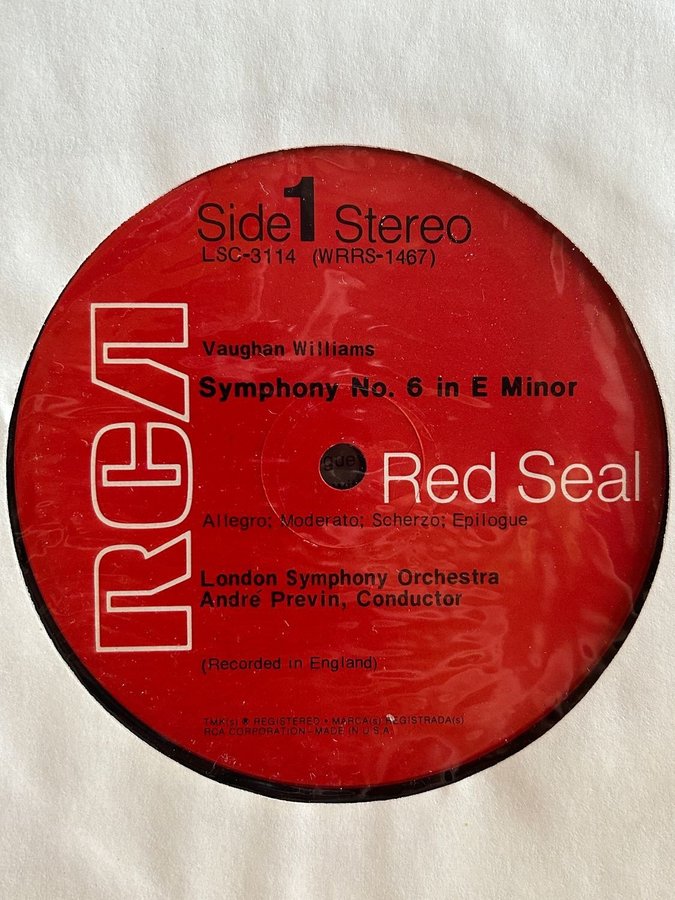 Side 1 Stereo
LSC-3114 (WRRS-1467)
RCA
Vaughan Williams
Symphony No. 6 in E Minor
Red Seal
Allegro; Moderato; Scherzo; Epilogue
London Symphony Orchestra
André Previn, Conductor
(Recorded in England)
TMK(s) ® REGISTERED • MARCA(s) REGISTRADA(s)
RCA CORPORATION—MADE IN U.S.A.